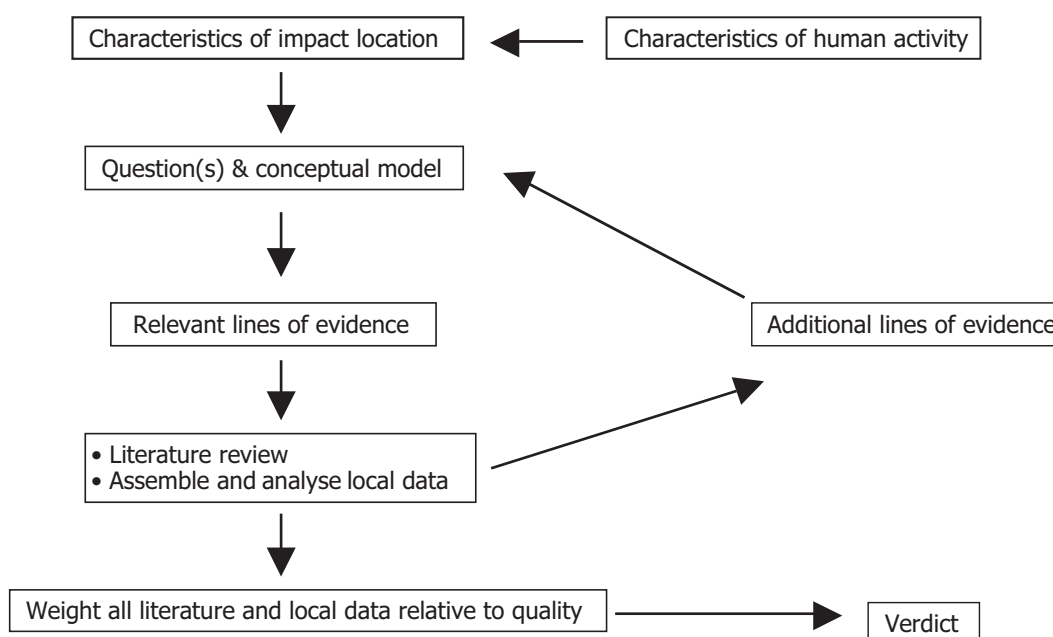 Characteristics of impact location
Characteristics of human activity
Question(s) & conceptual model
Relevant lines of evidence
Additional lines of evidence
• Literature review
• Assemble and analyse local data
Weight all literature and local data relative to quality
Verdict